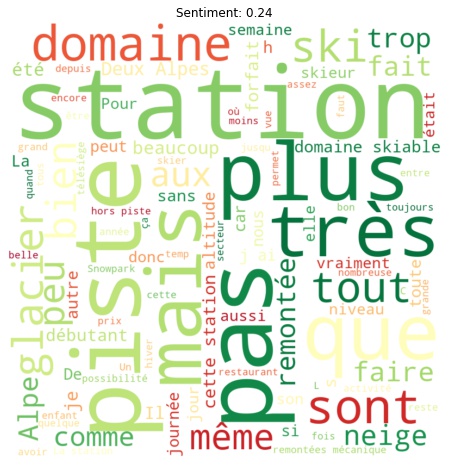 Sentiment: 0.24
domaine
ski
semaine
h
trop
été
depuis
Deux Alpes
forfait
fait
skieur
station
encore
Pour
où
moins
vue
assez
faut
était
grand
télésiège
peut
beaucoup
jusqu
domaine skiable
La
quand
bien
skier
permet
entre
piste
aux
plus
hors piste
ça
sans
car
nous
elle
bon
toujours
année
très
belle
glacier
peu
mais
donc
temp
altitude
secteur
j ai
vraiment
nombreuse
toute
grande
Snowpark
autre
cette
pas
remontée
tout
que
niveau
prix
cette station
aussi
Alpe
débutant
Un
hiver
restaurant
De
possibilité
je
jour
son
s
L
activité
faire
reste
enfant
quelque
Il
journée
sont
comme
même
si
fois
neige
avoir
La station
remontées mécanique